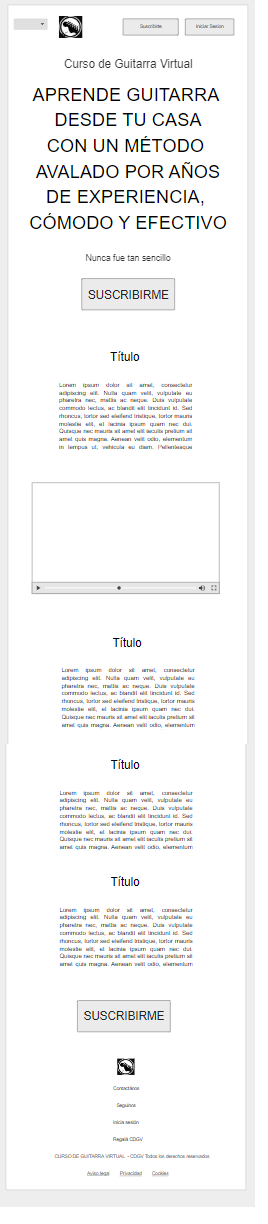 Suscribirte Iniciar Sesion
Curso de Guitarra Virtual
APRENDE GUITARRA
DESDE TU CASA
CON UN MÉTODO
AVALADO POR AÑOS
DE EXPERIENCIA,
CÓMODO Y EFECTIVO
Nunca fue tan sencillo
SUSCRIBIRME
Título
Lorem ipsum dolor sit amet, consectetur
adipiscing elit. Nulla quam velit, vulputate eu
pharetra nec, mattis ac neque. Duis vulputate
commodo lectus, ac blandit elit tincidunt id. Sed
rhoncus, tortor sed eleifend tristique, tortor mauris
molestie elit, et lacinia ipsum quam nec dui.
Quisque nec mauris sit amet elit iaculis pretium sit
amet quis magna. Aenean velit odio, elementum
in tempus ut, vehicula eu diam. Pellentesque
Título
Lorem ipsum dolor sit amet, consectetur
adipiscing elit. Nulla quam velit, vulputate eu
pharetra nec, mattis ac neque. Duis vulputate
commodo lectus, ac blandit elit tincidunt id. Sed
rhoncus, tortor sed eleifend tristique, tortor mauris
molestie elit, et lacinia ipsum quam nec dui.
Quisque nec mauris sit amet elit iaculis pretium sit
amet quis magna. Aenean velit odio, elementum
Título
Lorem ipsum dolor sit amet, consectetur
adipiscing elit. Nulla quam velit, vulputate eu
pharetra nec, mattis ac neque. Duis vulputate
commodo lectus, ac blandit elit tincidunt id. Sed
rhoncus, tortor sed eleifend tristique, tortor mauris
molestie elit, et lacinia ipsum quam nec dui.
Quisque nec mauris sit amet elit iaculis pretium sit
amet quis magna. Aenean velit odio, elementum
Título
Lorem ipsum dolor sit amet, consectetur
adipiscing elit. Nulla quam velit, vulputate eu
pharetra nec, mattis ac neque. Duis vulputate
commodo lectus, ac blandit elit tincidunt id. Sed
rhoncus, tortor sed eleifend tristique, tortor mauris
molestie elit, et lacinia ipsum quam nec dui.
Quisque nec mauris sit amet elit iaculis pretium sit
amet quis magna. Aenean velit odio, elementum
SUSCRIBIRME
Contactános
Seguinos
Inicia sesión
Regalá CDGV
CURSO DE GUITARRA VIRTUAL - CDGV Todos los derechos reservados
Aviso legal Privacidad Cookies